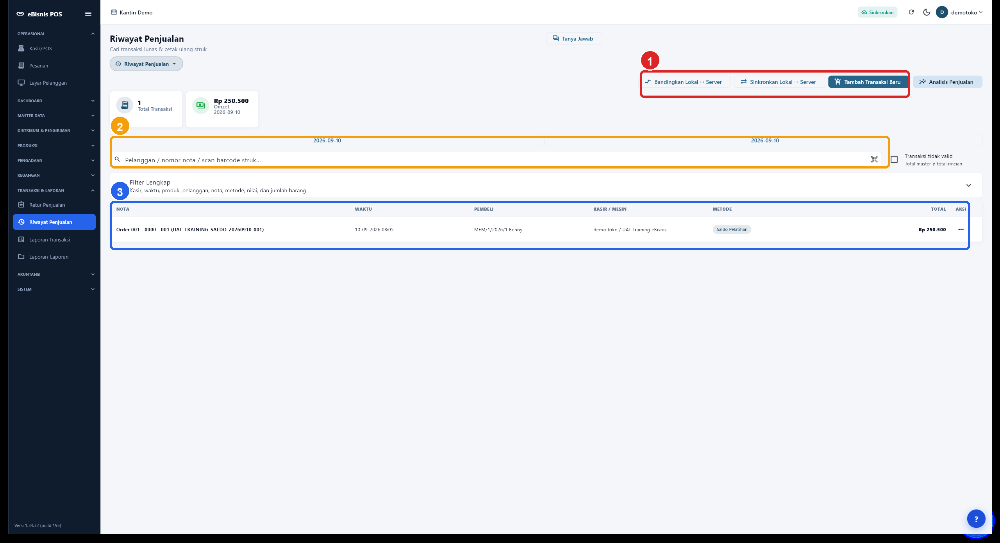 eBisnis POS
OPERASIONAL
Kasir/POS
Pesanan
Layar Pelanggan
DASHBOARD
MASTER DATA
DISTRIBUSI & PENGIRIMAN
PRODUKSI
PENGADAAN
KEUANGAN
TRANSAKSI & LAPORAN
Retur Penjualan
Riwayat Penjualan
Laporan Transaksi
Laporan-Laporan
AKUNTANSI
SISTEM
Versi 1.34.32 (build 195)
Kantin Demo
Sinkronkan
D
demotoko
Riwayat Penjualan
Cari transaksi lunas & cetak ulang struk
Tanya Jawab
Riwayat Penjualan
1
Bandingkan Lokal ↔ Server
Sinkronkan Lokal ↔ Server
Tambah Transaksi Baru
Analisis Penjualan
1
Total Transaksi
Rp 250.500
Omzet
2026-09-10
2
2026-09-10
2026-09-10
Pelanggan / nomor nota / scan barcode struk...
Transaksi tidak valid
Total master ≠ total rincian
Filter Lengkap
Kasir, waktu, produk, pelanggan, nota, metode, nilai, dan jumlah barang
3
NOTA WAKTU PEMBELI KASIR / MESIN METODE TOTAL AKSI
Order 001 - 0000 - 001 (UAT-TRAINING-SALDO-20260910-001) 10-09-2026 08:05 MEM/1/2026/1 Benny demo toko / UAT Training eBisnis Saldo Pelatihan Rp 250.500 ...
?